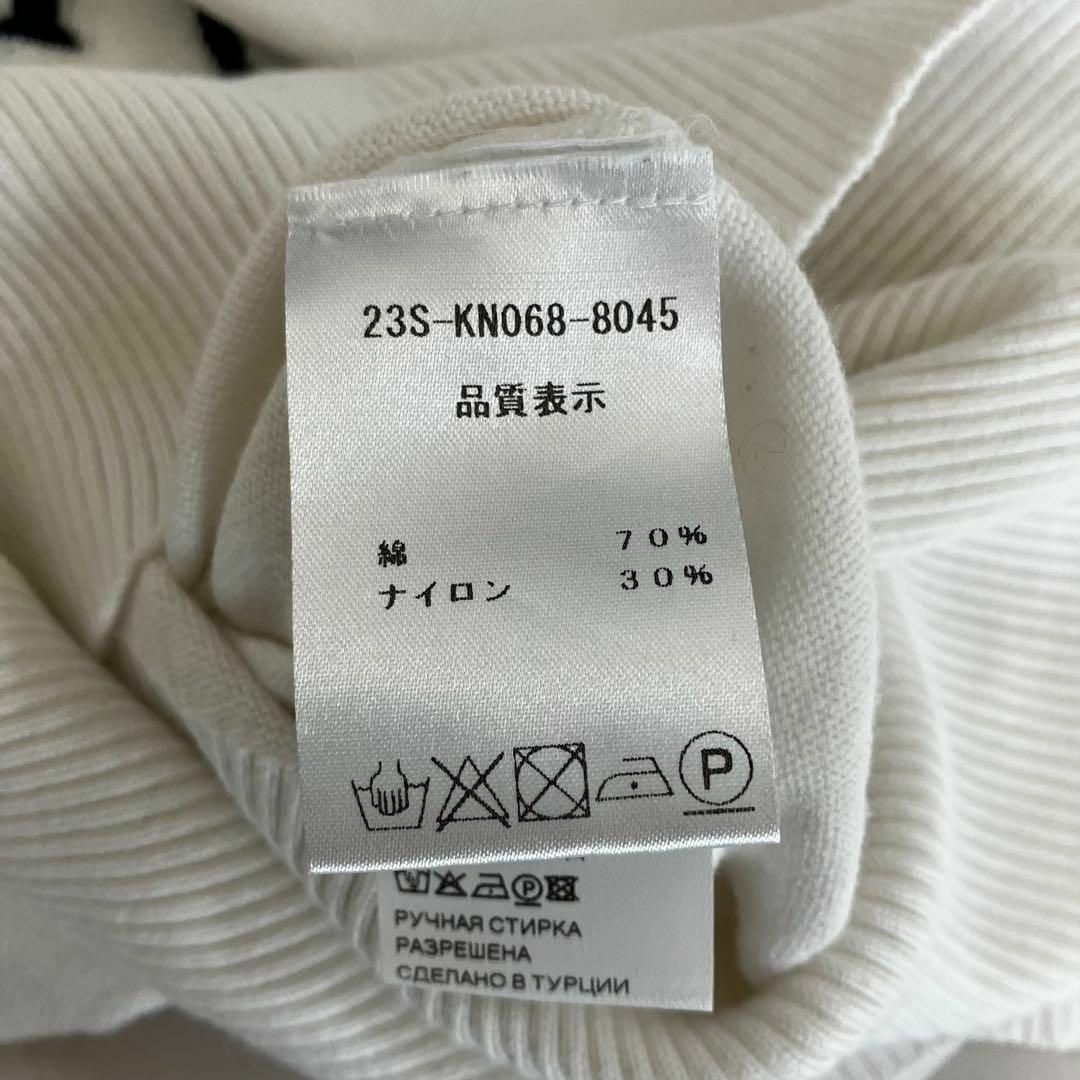 23S-KN068-8045
品質表示
綿 70%
ナイロン 30%
P
P
РУЧНАЯ СТИРКА
РАЗРЕШЕНА
СДЕЛАНО В ТУРЦИИ